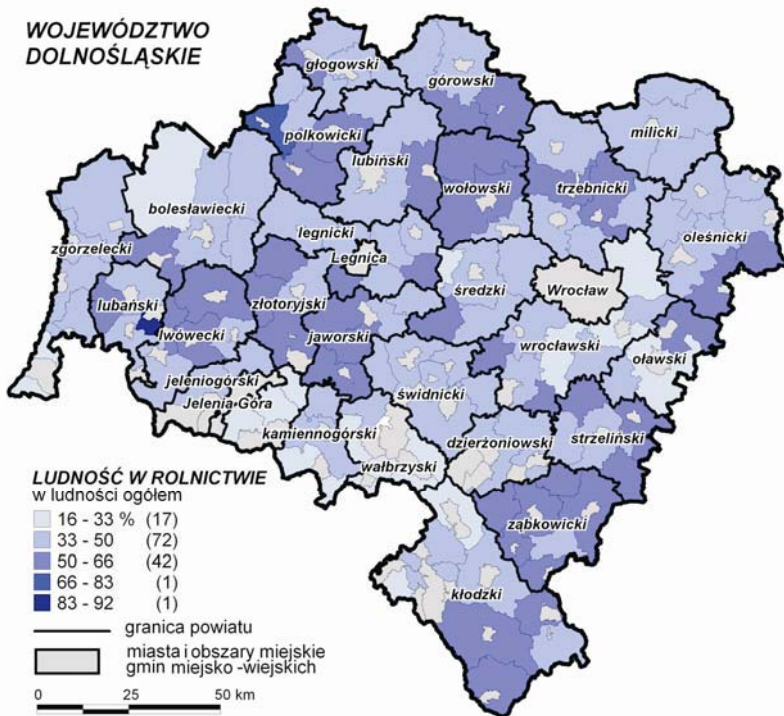 WOJEWÓDZTWO
DOLNOŚLĄSKIE
głogowski
górowski
polkowicki
milicki
lubiński
wołowski
trzebnicki
bolesławiecki
legnicki
oleśnicki
zgorzelecki
Legnica
średzki
Wrocław
lubański
złotoryjski
lwówecki
jaworski
wrocławski
oławski
jeleniogórski
świdnicki
Jelenia Góra
kamiennogórski
dzierżoniowski
strzeliński
wałbrzyski
ząbkowicki
kłodzki
LUDNOŚĆ W ROLNICTWIE
w ludności ogółem
16 - 33 % (17)
33 - 50 (72)
50 - 66 (42)
66 - 83 (1)
83 - 92 (1)
granica powiatu
miasta i obszary miejskie
gmin miejsko -wiejskich
0 25 50 km